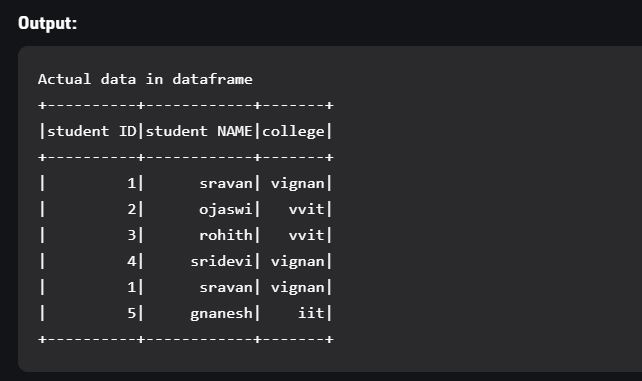 Output:
Actual data in dataframe
+----------+------------+-------+
|student ID|student NAME|college|
+----------+------------+-------+
|         1|      sravan| vignan|
|         2|      ojaswi|   vvit|
|         3|      rohith|   vvit|
|         4|     sridevi| vignan|
|         1|      sravan| vignan|
|         5|     gnanesh|    iit|
+----------+------------+-------+